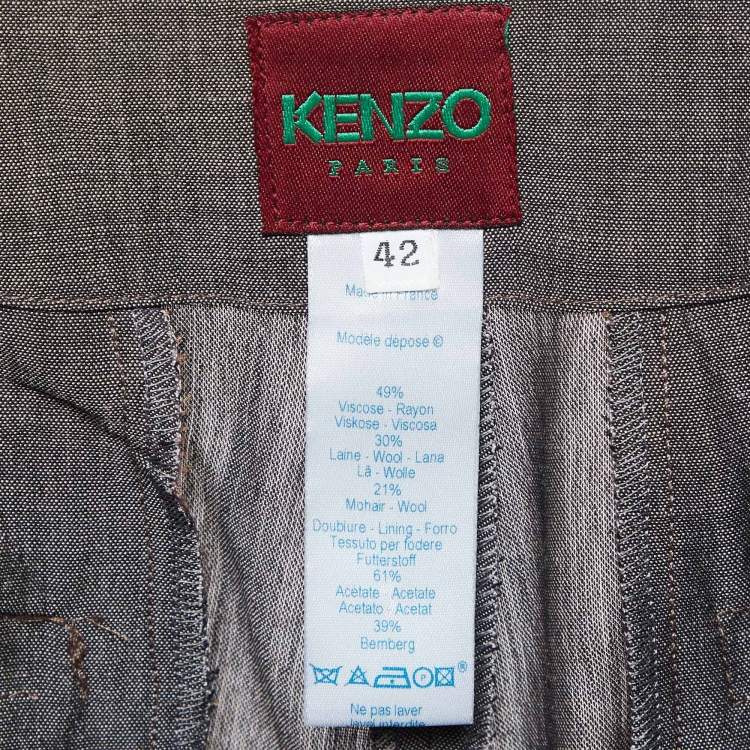 KENZO
PARIS
42
Made in France
Modèle déposé ©
49%
Viscose - Rayon
Viskose - Viscosa
30%
Laine - Wool - Lana
Lã - Wolle
21%
Mohair - Wool
Doublure - Lining - Forro
Tessuto per fodere
Futterstoff
61%
Acétate - Acetate
Acetato - Acetat
39%
Bemberg
®
Ne pas laver
lavel interdite